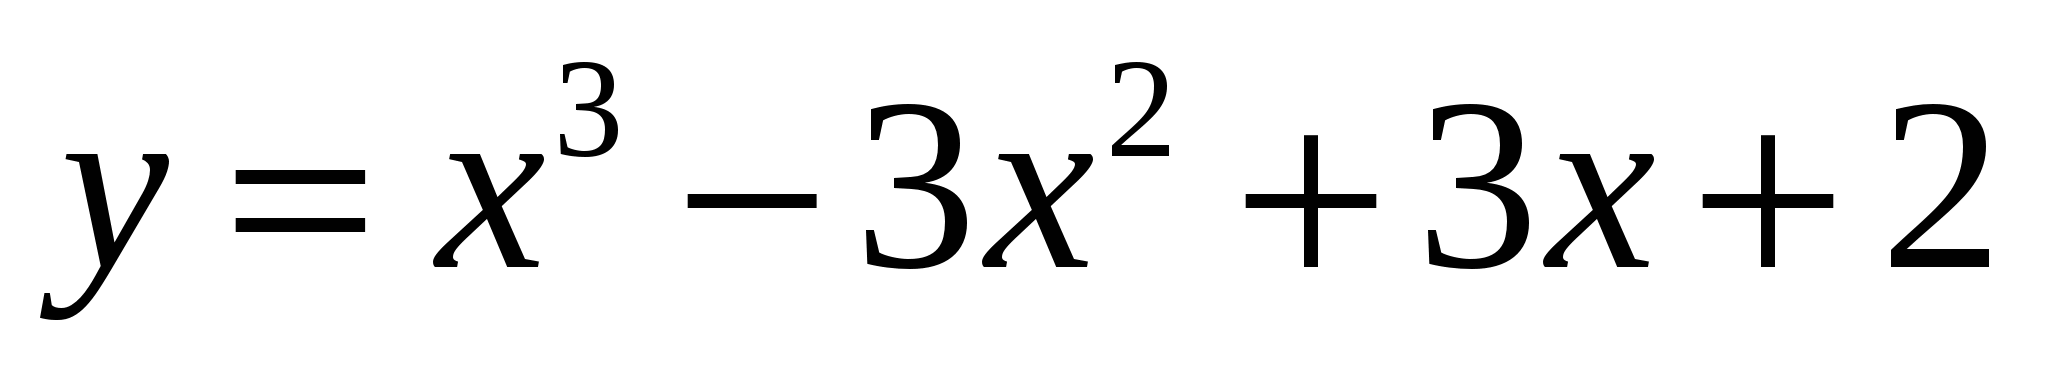 y = x³ − 3x² + 3x + 2